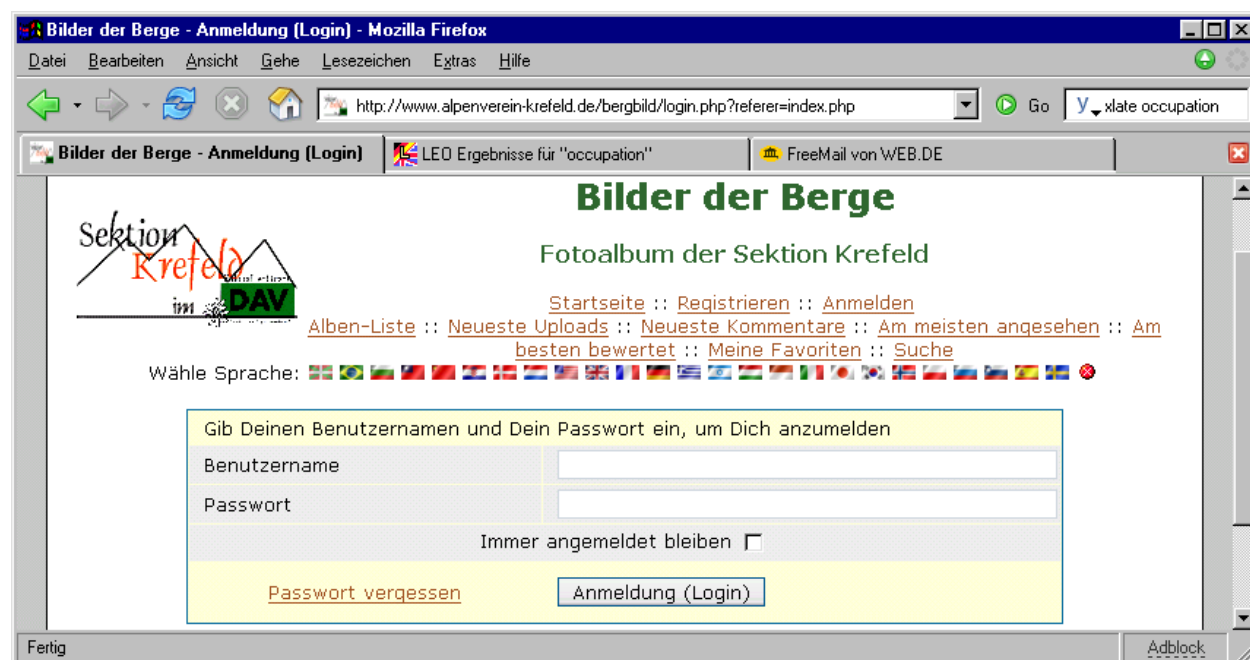 Bilder der Berge - Anmeldung (Login) - Mozilla Firefox
Datei Bearbeiten Ansicht Gehe Lesezeichen Extras Hilfe
http://www.alpenverein-krefeld.de/bergbild/login.php?referer=index.php Go xlate occupation
Bilder der Berge - Anmeldung (Login) LEO Ergebnisse für "occupation" FreeMail von WEB.DE
Bilder der Berge
Sektion
Krefeld
im DAV
Fotoalbum der Sektion Krefeld
Startseite :: Registrieren :: Anmelden
Alben-Liste :: Neueste Uploads :: Neueste Kommentare :: Am meisten angesehen :: Am
besten bewertet :: Meine Favoriten :: Suche
Wähle Sprache:
Gib Deinen Benutzernamen und Dein Passwort ein, um Dich anzumelden
Benutzername
Passwort
Immer angemeldet bleiben
Passwort vergessen Anmeldung (Login)
Fertig Adblock